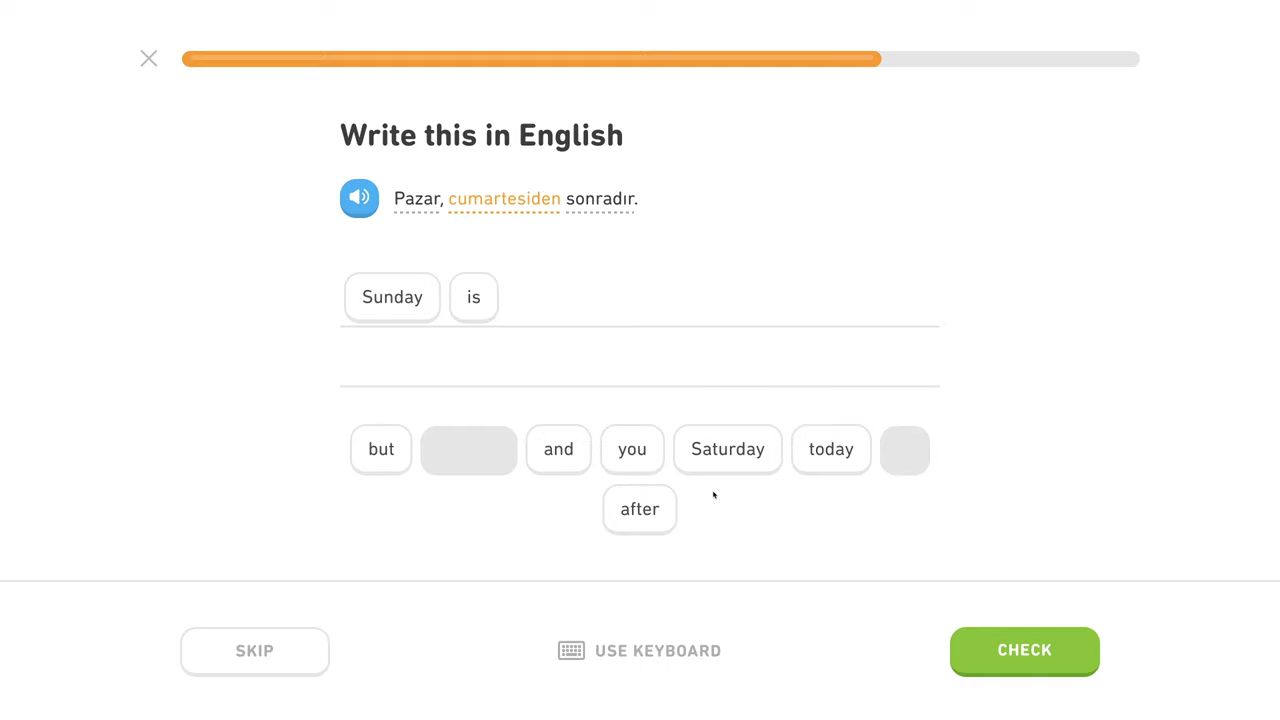 Write this in English
Pazar, cumartesiden sonradır.
Sunday is
but and you Saturday today
after
SKIP USE KEYBOARD CHECK